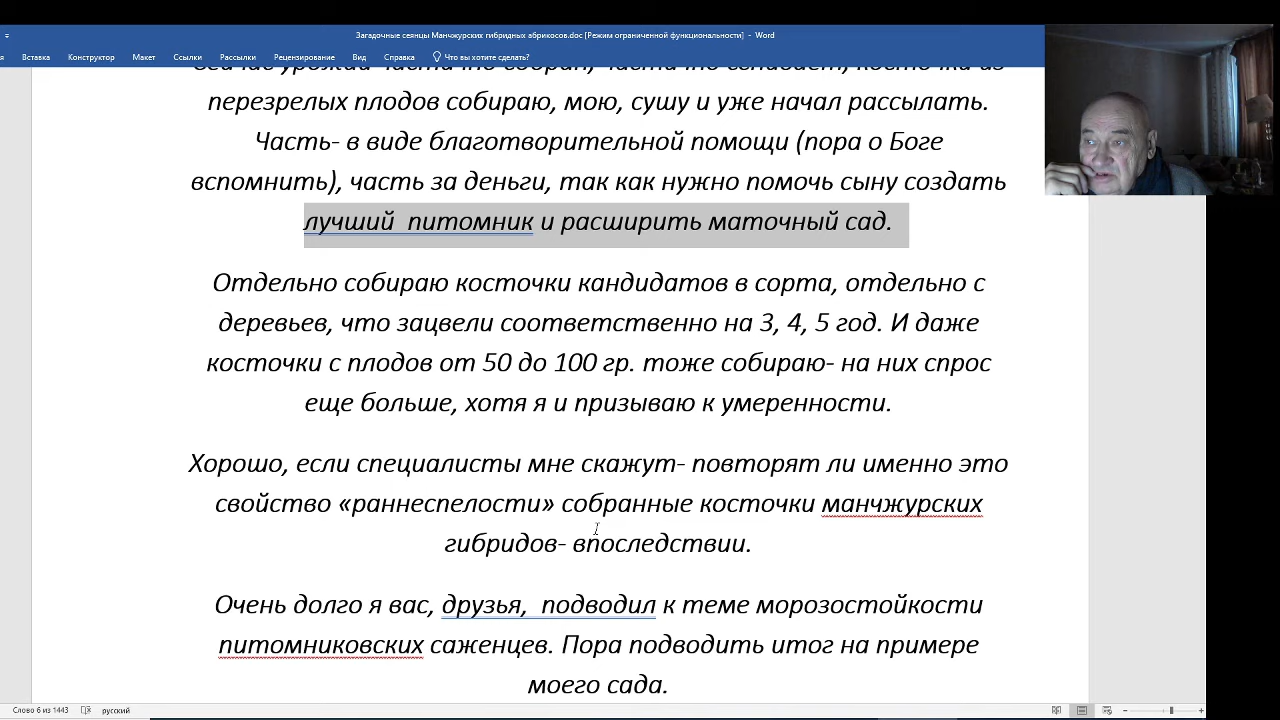 Загадочные сеянцы Манчжурских гибридных абрикосов.doc [Режим ограниченной функциональности] - Word
Вставка Конструктор Макет Ссылки Рассылки Рецензирование Вид Справка Что вы хотите сделать?
перезрелых плодов собираю, мою, сушу и уже начал рассылать.
Часть- в виде благотворительной помощи (пора о Боге
вспомнить), часть за деньги, так как нужно помочь сыну создать
лучший питомник и расширить маточный сад.
Отдельно собираю косточки кандидатов в сорта, отдельно с
деревьев, что зацвели соответственно на 3, 4, 5 год. И даже
косточки с плодов от 50 до 100 гр. тоже собираю- на них спрос
еще больше, хотя я и призываю к умеренности.
Хорошо, если специалисты мне скажут- повторят ли именно это
свойство «раннеспелости» собранные косточки манчжурских
гибридов- впоследствии.
Очень долго я вас, друзья, подводил к теме морозостойкости
питомниковских саженцев. Пора подводить итог на примере
моего сада.
Слово 6 из 1443 русский